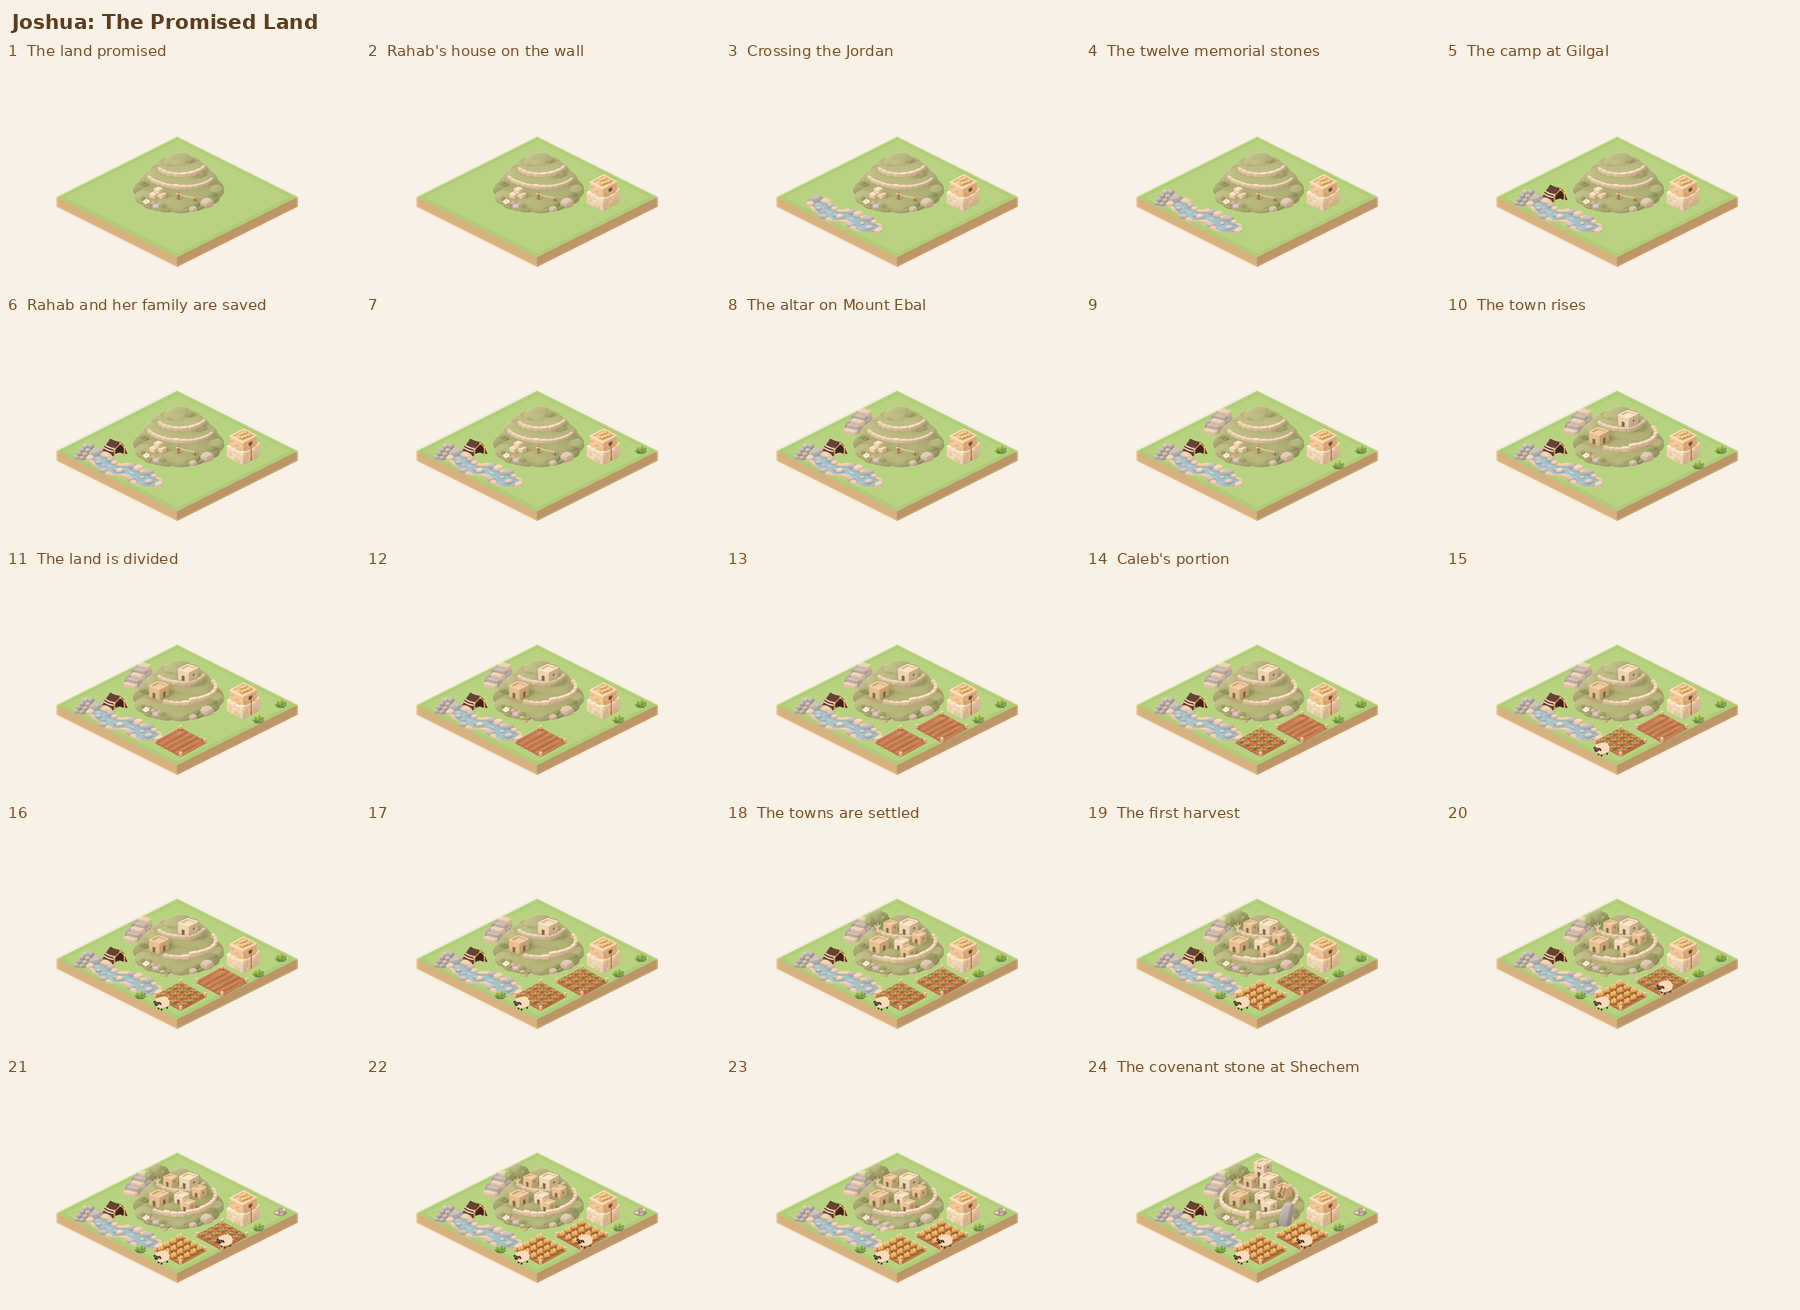 Joshua: The Promised Land
1 The land promised
2 Rahab's house on the wall
3 Crossing the Jordan
4 The twelve memorial stones
5 The camp at Gilgal
6 Rahab and her family are saved
7
8 The altar on Mount Ebal
9
10 The town rises
11 The land is divided
12
13
14 Caleb's portion
15
16
17
18 The towns are settled
19 The first harvest
20
21
22
23
24 The covenant stone at Shechem